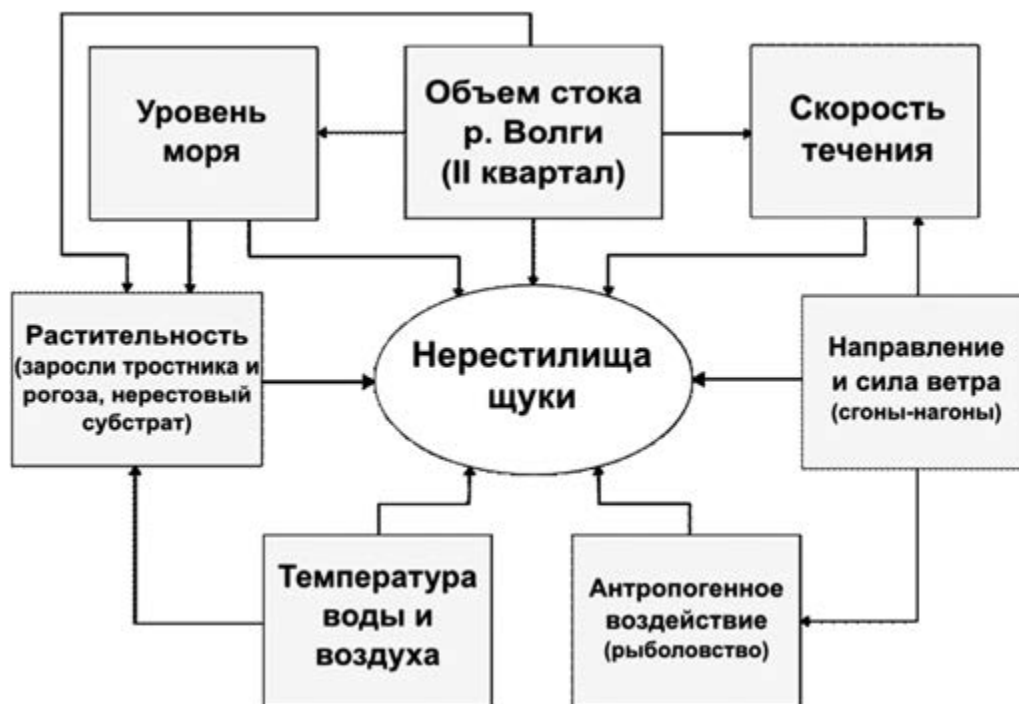 Уровень
моря
Объем стока
р. Волги
(II квартал)
Скорость
течения
Растительность
(заросли тростника и
рогоза, нерестовый
субстрат)
Нерестилища
щуки
Направление
и сила ветра
(сгоны-нагоны)
Температура
воды и
воздуха
Антропогенное
воздействие
(рыболовство)